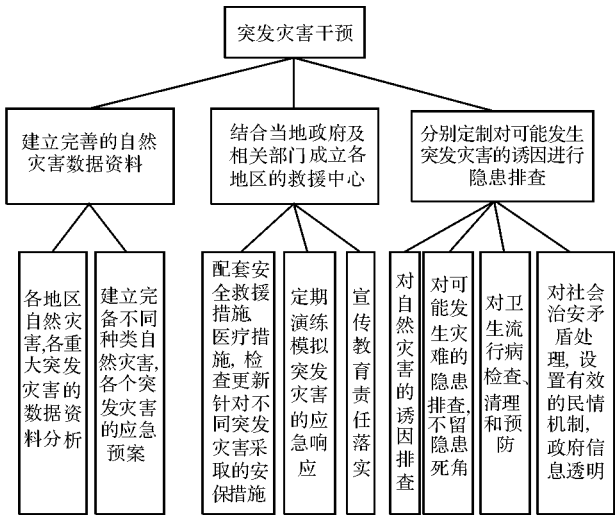 突发灾害干预
建立完善的自然
灾害数据资料
结合当地政府及
相关部门成立各
地区的救援中心
分别定制对可能发生
突发灾害的诱因进行
隐患排查
各地区
自然灾
害,各重
大突发
灾害的
数据资
料分析
建立完
备不同
种类自
然灾害,
各个突
发灾害
的应急
预案
配套安
全救援
措施,
医疗措
施,检
查更新
针对不
同突发
灾害采
取的安
保措施
定期
演练
模拟
突发
灾害
的应
急响
应
宣传教育责任落实
对自然灾害的诱因排查
对可
能发
生灾
难的
隐患
排查,
不留
隐患
死角
对卫
生流
行病
检查、
清理
和预
防
对社会
治安矛
盾处
理,设
置有效
的民情
机制,
政府信
息透明